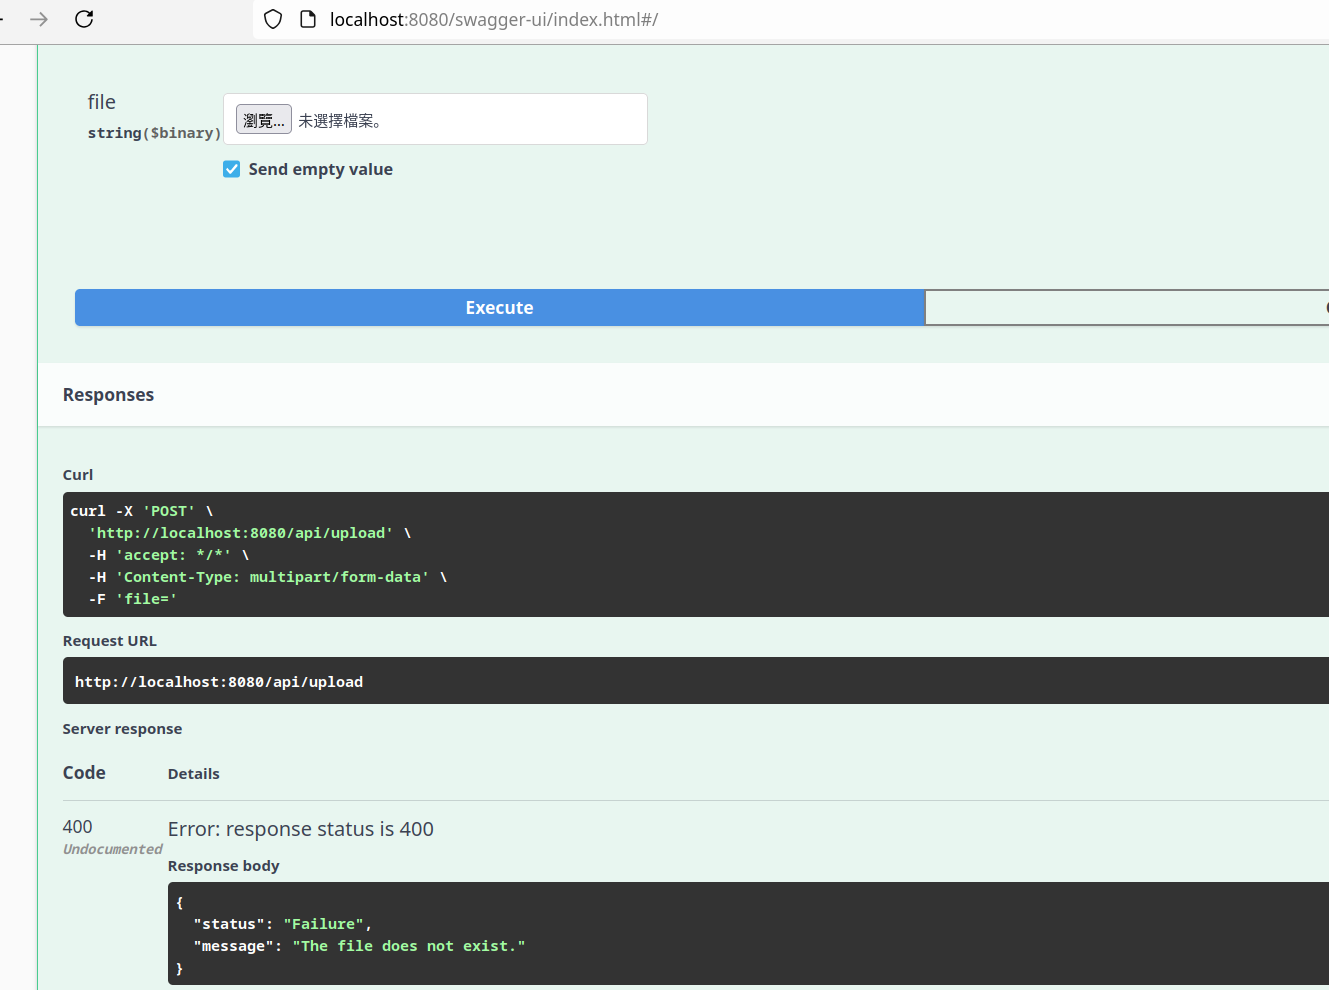 localhost:8080/swagger-ui/index.html#/
file
string($binary)
瀏覽... 未選擇檔案。
Send empty value
Execute
Responses
Curl
curl -X 'POST' \
  'http://localhost:8080/api/upload' \
  -H 'accept: */*' \
  -H 'Content-Type: multipart/form-data' \
  -F 'file='
Request URL
http://localhost:8080/api/upload
Server response
Code Details
400
Undocumented
Error: response status is 400
Response body
{
  "status": "Failure",
  "message": "The file does not exist."
}